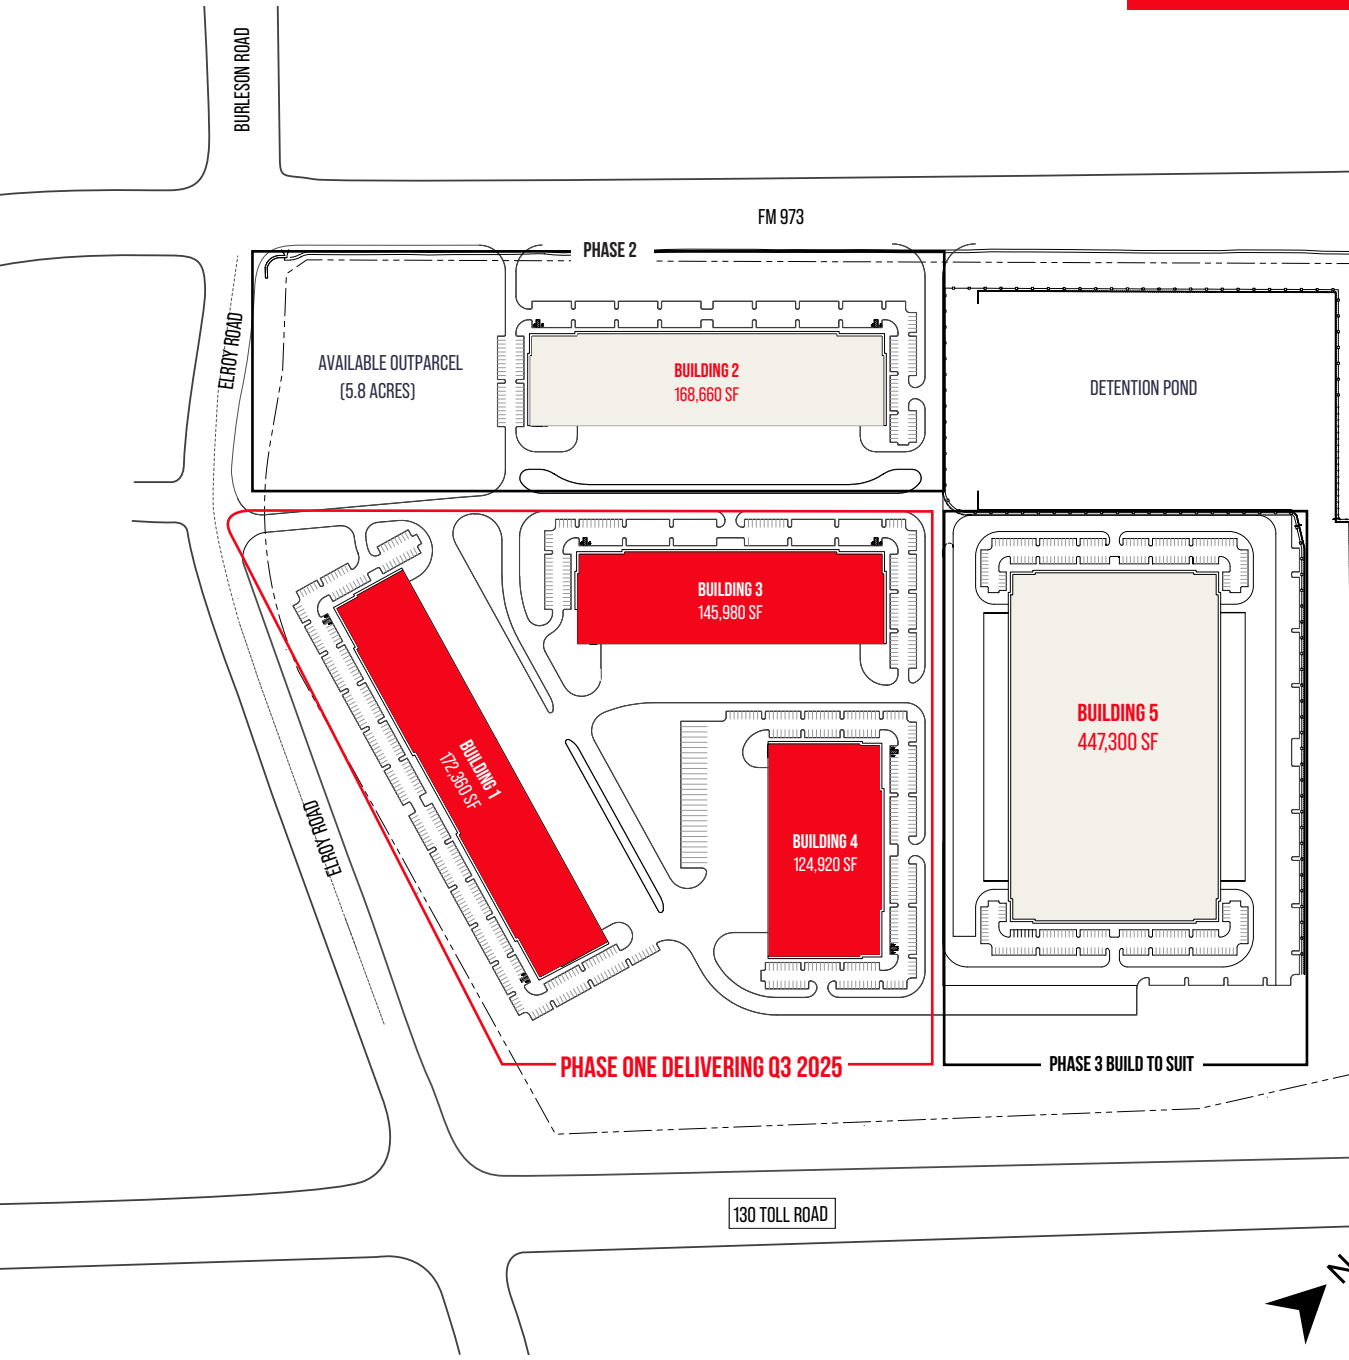 BURLESON ROAD
FM 973
PHASE 2
ELROY ROAD
AVAILABLE OUTPARCEL
(5.8 ACRES)
BUILDING 2
168,660 SF
DETENTION POND
BUILDING 3
145,980 SF
BUILDING 5
447,300 SF
BUILDING 1
172,360 SF
ELROY ROAD
BUILDING 4
124,920 SF
PHASE ONE DELIVERING Q3 2025
PHASE 3 BUILD TO SUIT
130 TOLL ROAD
N